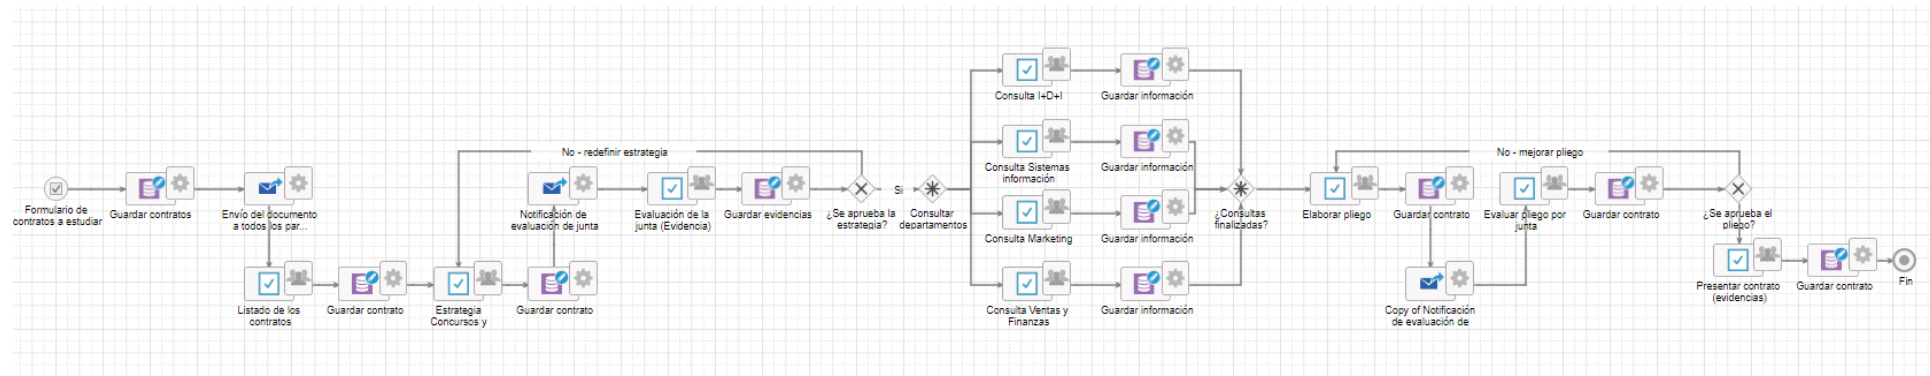 Formulario de
contratos a estudiar
Guardar contratos
Envío del documento
a todos los par...
Listado de los
contratos
Guardar contrato
Estrategia
Concursos y
Guardar contrato
No - redefinir estrategia
Notificación de
evaluación de junta
Evaluación de la
junta (Evidencia)
Guardar evidencias
¿Se aprueba la
estrategia?
Si
Consultar
departamentos
Consulta I+D+I
Guardar información
Consulta Sistemas
información
Guardar información
Consulta Marketing
Guardar información
Consulta Ventas y
Finanzas
Guardar información
¿Consultas
finalizadas?
No - mejorar pliego
Elaborar pliego
Guardar contrato
Copy of Notificación
de evaluación de
Evaluar pliego por
junta
Guardar contrato
¿Se aprueba el
pliego?
Presentar contrato
(evidencias)
Guardar contrato
Fin